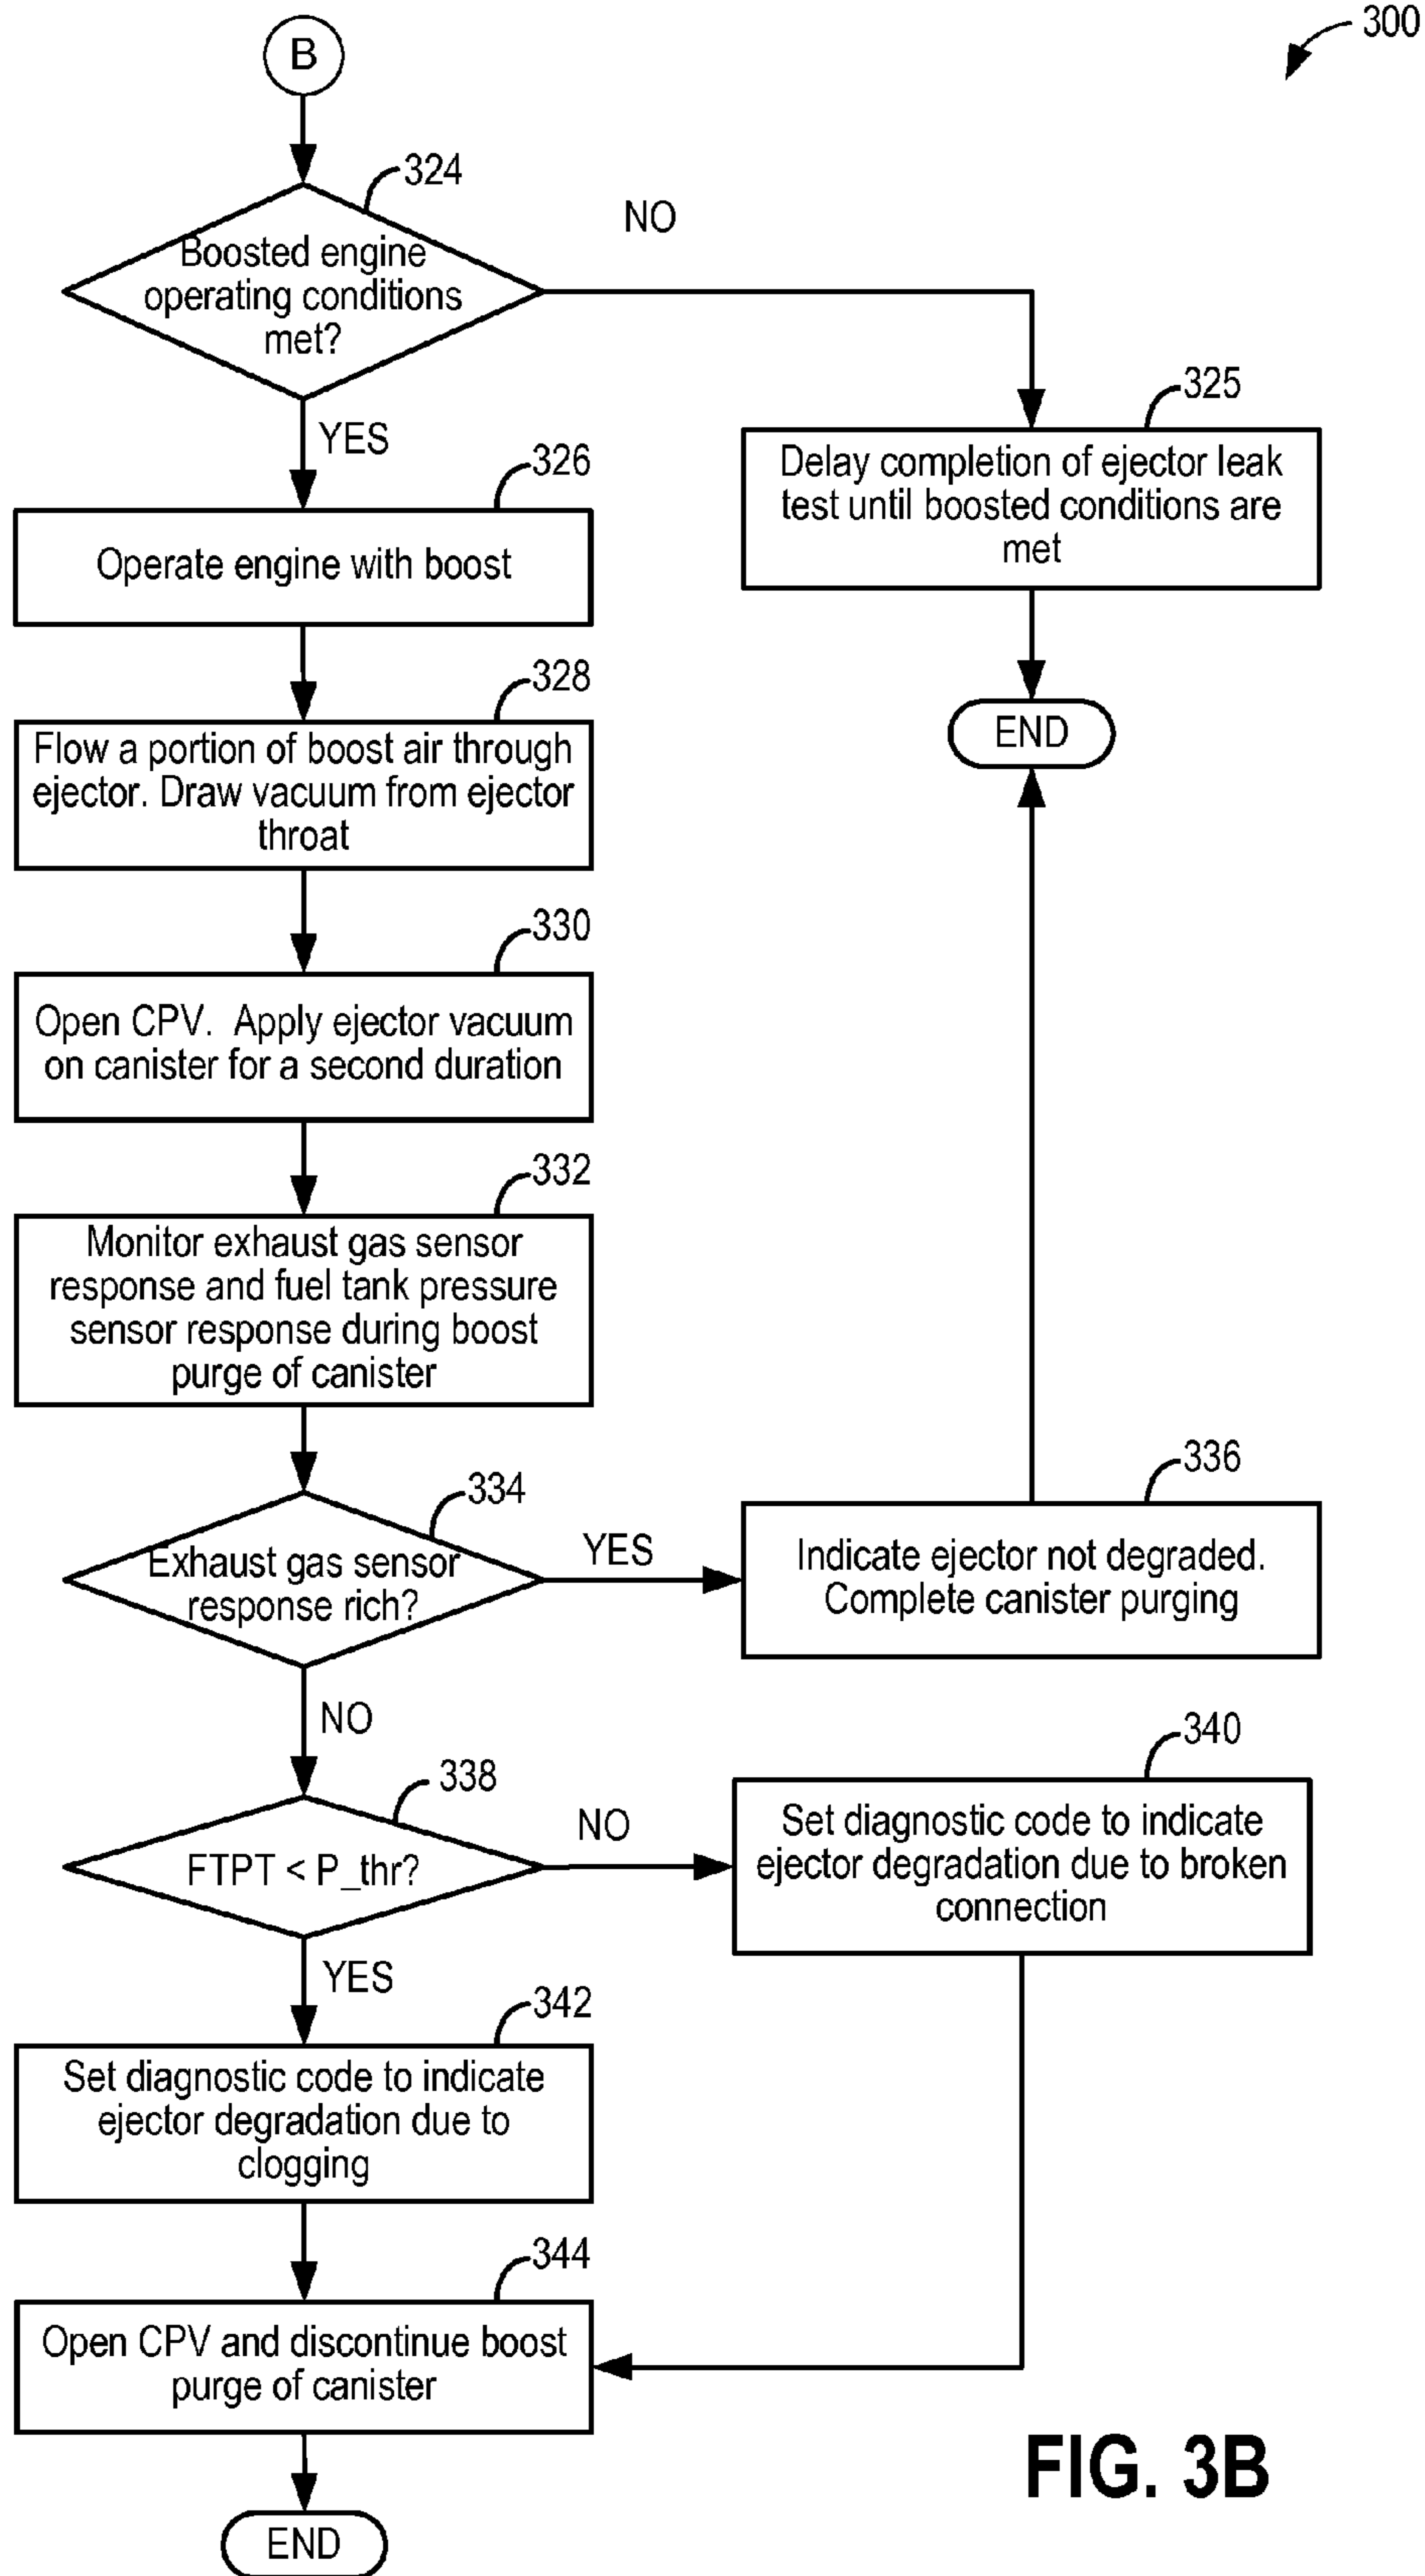 300
B
324
Boosted engine
operating conditions
met?
NO
YES
325
Delay completion of ejector leak
test until boosted conditions are
met
END
326
Operate engine with boost
328
Flow a portion of boost air through
ejector. Draw vacuum from ejector
throat
330
Open CPV. Apply ejector vacuum
on canister for a second duration
332
Monitor exhaust gas sensor
response and fuel tank pressure
sensor response during boost
purge of canister
334
Exhaust gas sensor
response rich?
YES
336
Indicate ejector not degraded.
Complete canister purging
NO
338
FTPT < P_thr?
NO
340
Set diagnostic code to indicate
ejector degradation due to broken
connection
YES
342
Set diagnostic code to indicate
ejector degradation due to
clogging
344
Open CPV and discontinue boost
purge of canister
END
FIG. 3B